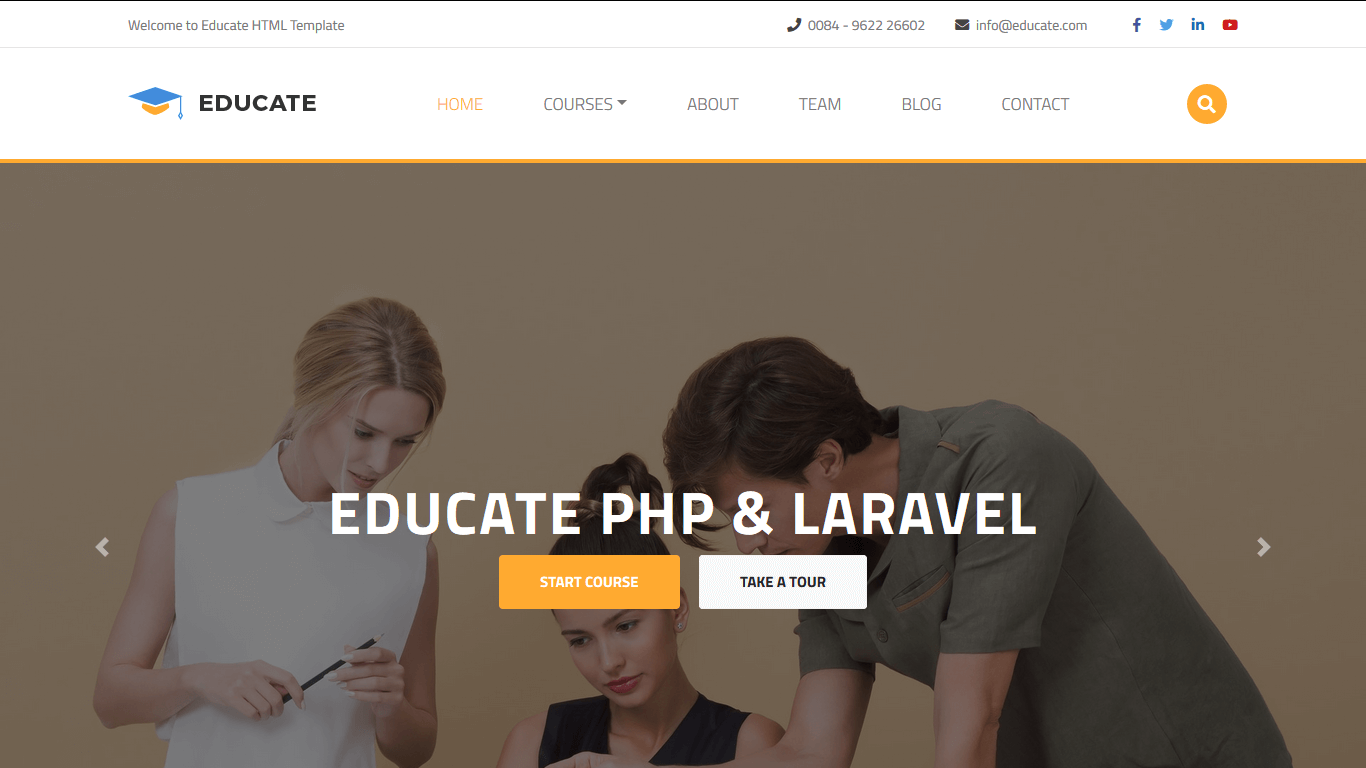 Welcome to Educate HTML Template
0084 - 9622 26602
info@educate.com
EDUCATE
HOME
COURSES
ABOUT
TEAM
BLOG
CONTACT
EDUCATE PHP & LARAVEL
START COURSE
TAKE A TOUR